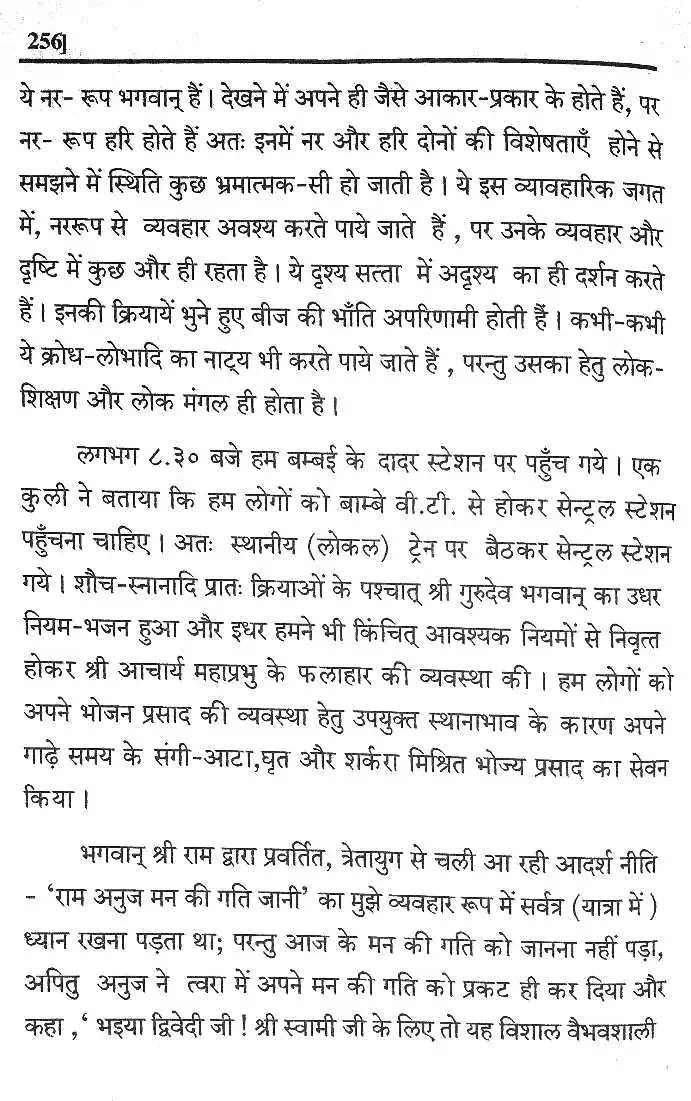 256]
ये नर- रूप भगवान् हैं। देखने में अपने ही जैसे आकार-प्रकार के होते हैं, पर
नर- रूप हरि होते हैं अतः इनमें नर और हरि दोनों की विशेषताएँ होने से
समझने में स्थिति कुछ भ्रमात्मक-सी हो जाती है। ये इस व्यावहारिक जगत
में, नररूप से व्यवहार अवश्य करते पाये जाते हैं , पर उनके व्यवहार और
दृष्टि में कुछ और ही रहता है। ये दृश्य सत्ता में अदृश्य का ही दर्शन करते
हैं। इनकी क्रियायें भुने हुए बीज की भाँति अपरिणामी होती हैं। कभी-कभी
ये क्रोध-लोभादि का नाट्य भी करते पाये जाते हैं , परन्तु उसका हेतु लोक-
शिक्षण और लोक मंगल ही होता है।
लगभग ८.३० बजे हम बम्बई के दादर स्टेशन पर पहुँच गये। एक
कुली ने बताया कि हम लोगों को बाम्बे वी.टी. से होकर सेन्ट्रल स्टेशन
पहुँचना चाहिए। अतः स्थानीय (लोकल) ट्रेन पर बैठकर सेन्ट्रल स्टेशन
गये। शौच-स्नानादि प्रातः क्रियाओं के पश्चात् श्री गुरुदेव भगवान् का उधर
नियम-भजन हुआ और इधर हमने भी किंचित् आवश्यक नियमों से निवृत्त
होकर श्री आचार्य महाप्रभु के फलाहार की व्यवस्था की। हम लोगों को
अपने भोजन प्रसाद की व्यवस्था हेतु उपयुक्त स्थानाभाव के कारण अपने
गाढ़े समय के संगी-आटा,घृत और शर्करा मिश्रित भोज्य प्रसाद का सेवन
किया।
भगवान् श्री राम द्वारा प्रवर्तित, त्रेतायुग से चली आ रही आदर्श नीति
- ‘राम अनुज मन की गति जानी’ का मुझे व्यवहार रूप में सर्वत्र (यात्रा में )
ध्यान रखना पड़ता था; परन्तु आज के मन की गति को जानना नहीं पड़ा,
अपितु अनुज ने त्वरा में अपने मन की गति को प्रकट ही कर दिया और
कहा ,‘ भइया द्विवेदी जी ! श्री स्वामी जी के लिए तो यह विशाल वैभवशाली